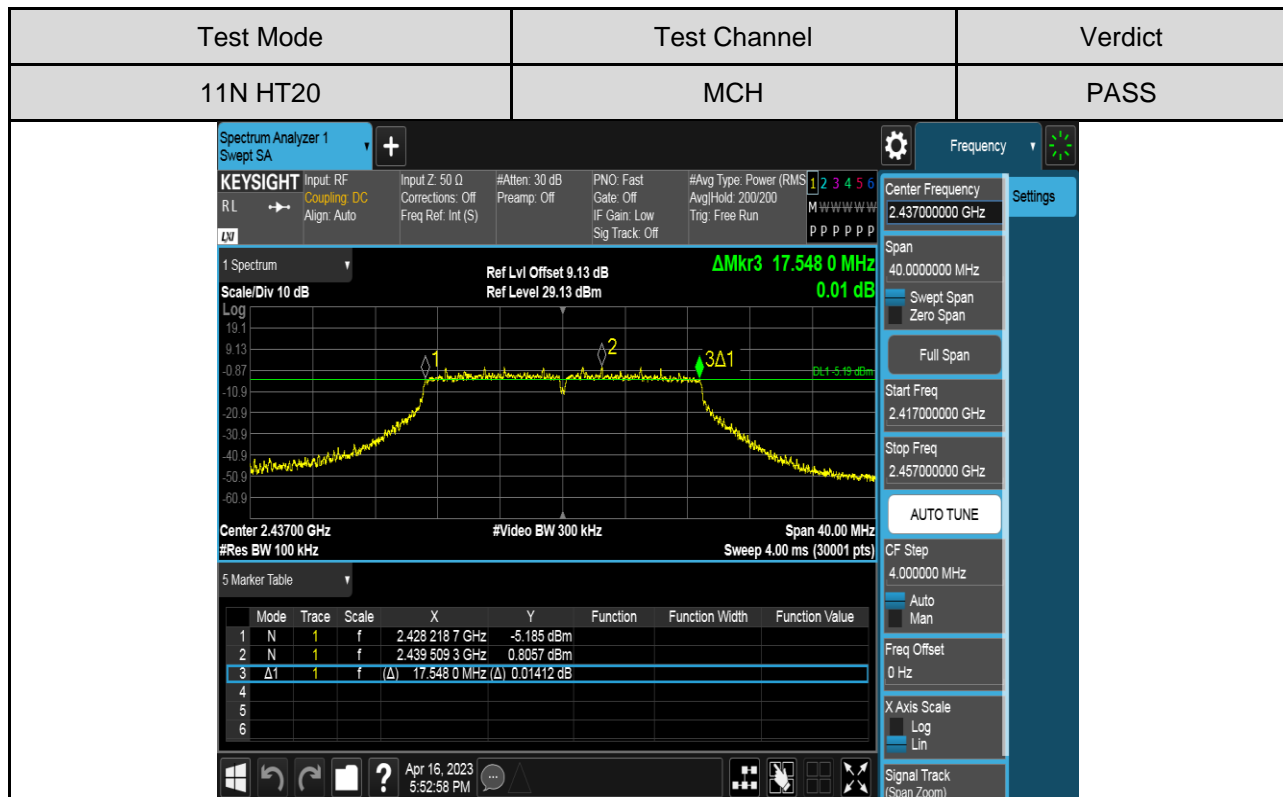 Test Mode Test Channel Verdict
11N HT20 MCH PASS
Spectrum Analyzer 1
Swept SA
+
Frequency
KEYSIGHT
RL
LXI
Input: RF
Coupling: DC
Align: Auto
Input Z: 50 Ω
Corrections: Off
Freq Ref: Int (S)
#Atten: 30 dB
Preamp: Off
PNO: Fast
Gate: Off
IF Gain: Low
Sig Track: Off
#Avg Type: Power (RMS
Avg|Hold: 200/200
Trig: Free Run
1 2 3 4 5 6
M W W W W W
P P P P P P
1 Spectrum
Scale/Div 10 dB
Ref Lvl Offset 9.13 dB
Ref Level 29.13 dBm
ΔMkr3 17.548 0 MHz
0.01 dB
Log
19.1
9.13
-0.87
-10.9
-20.9
-30.9
-40.9
-50.9
-60.9
1
2
3Δ1
DL1 -5.19 dBm
Center 2.43700 GHz #Video BW 300 kHz Span 40.00 MHz
#Res BW 100 kHz Sweep 4.00 ms (30001 pts)
5 Marker Table
Mode Trace Scale X Y Function Function Width Function Value
1 N 1 f 2.428 218 7 GHz -5.185 dBm
2 N 1 f 2.439 509 3 GHz 0.8057 dBm
3 Δ1 1 f (Δ) 17.548 0 MHz (Δ) 0.01412 dB
4
5
6
?
Apr 16, 2023
5:52:58 PM
Center Frequency
2.437000000 GHz
Settings
Span
40.0000000 MHz
Swept Span
Zero Span
Full Span
Start Freq
2.417000000 GHz
Stop Freq
2.457000000 GHz
AUTO TUNE
CF Step
4.000000 MHz
Auto
Man
Freq Offset
0 Hz
X Axis Scale
Log
Lin
Signal Track
(Span Zoom)